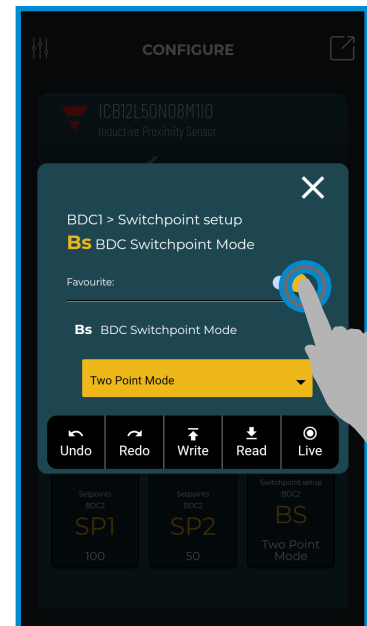 CONFIGURE
ICB12L50N08M1IO
Inductive Proximity Sensor
BDC1 > Switchpoint setup
Bs BDC Switchpoint Mode
Favourite:
Bs BDC Switchpoint Mode
Two Point Mode
Undo Redo Write Read Live
Setpoints
BDC2
SP1
100
Setpoints
BDC2
SP2
50
Switchpoint setup
BDC2
BS
Two Point
Mode